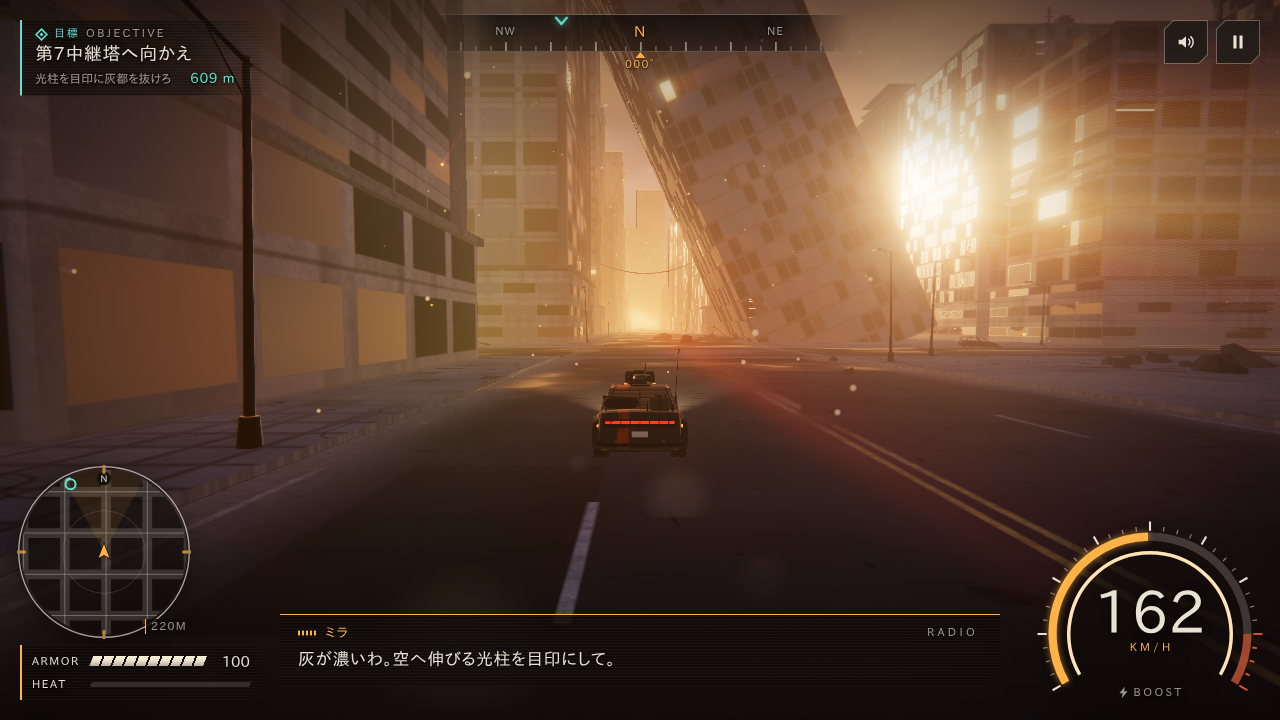 目標 OBJECTIVE
第7中継塔へ向かえ
光柱を目印に灰都を抜けろ 609 m
NW N NE
000°
N
220M
ARMOR 100
HEAT
ミラ RADIO
灰が濃いわ。空へ伸びる光柱を目印にして。
162
KM/H
BOOST